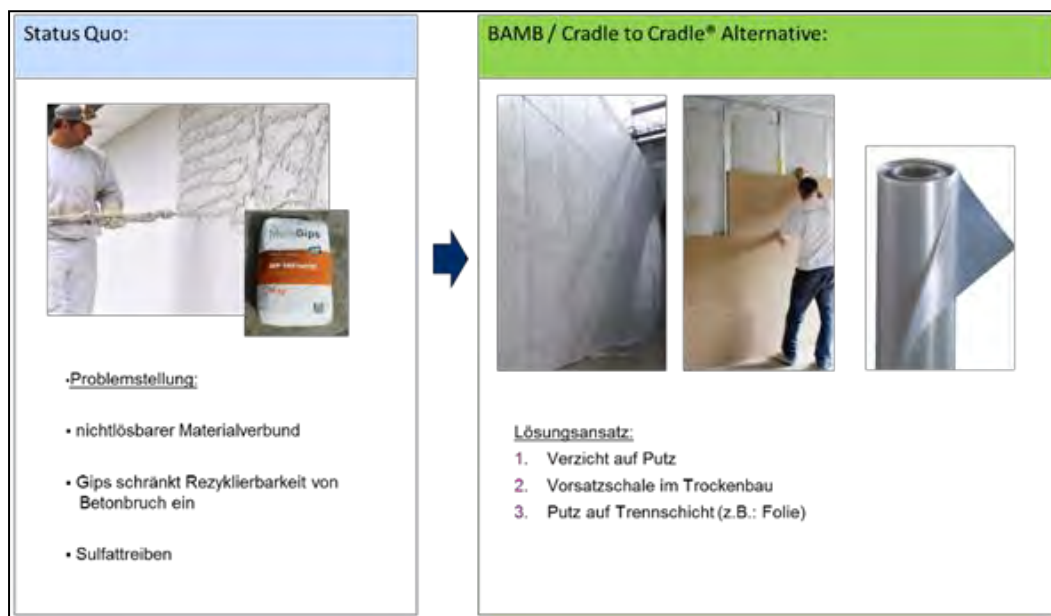 Status Quo:
BAMB / Cradle to Cradle® Alternative:
Gips
•Problemstellung:
▪ nichtlösbarer Materialverbund
▪ Gips schränkt Rezyklierbarkeit von
Betonbruch ein
▪ Sulfattreiben
Lösungsansatz:
1. Verzicht auf Putz
2. Vorsatzschale im Trockenbau
3. Putz auf Trennschicht (z.B.: Folie)